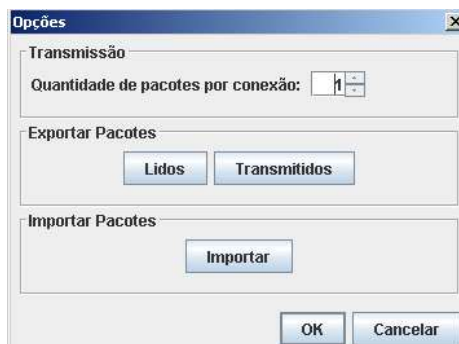 Opções
Transmissão
Quantidade de pacotes por conexão: 1
Exportar Pacotes
Lidos Transmitidos
Importar Pacotes
Importar
OK Cancelar